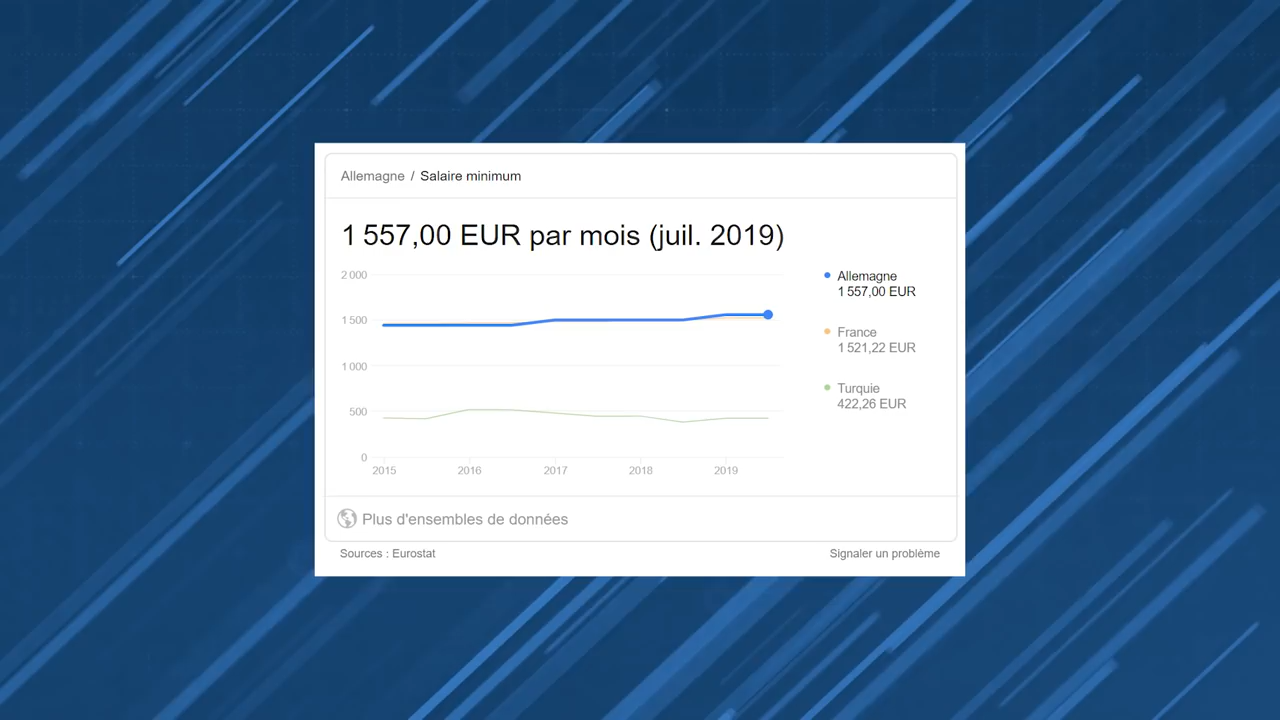 Allemagne / Salaire minimum
1 557,00 EUR par mois (juil. 2019)
2 000
1 500
1 000
500
0
2015
2016
2017
2018
2019
Allemagne
1 557,00 EUR
France
1 521,22 EUR
Turquie
422,26 EUR
Plus d'ensembles de données
Sources : Eurostat
Signaler un problème